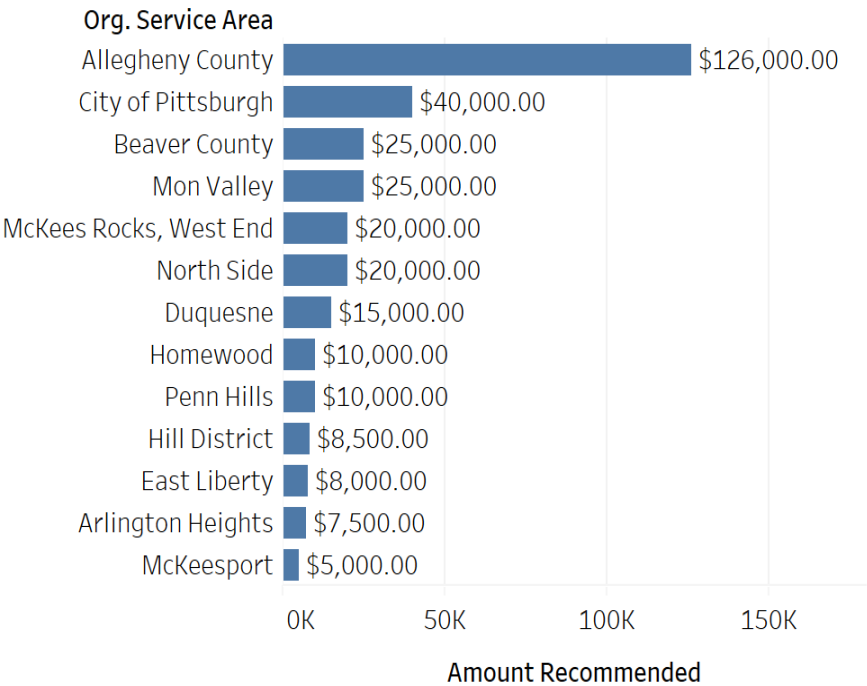 Org. Service Area
Allegheny County $126,000.00
City of Pittsburgh $40,000.00
Beaver County $25,000.00
Mon Valley $25,000.00
McKees Rocks, West End $20,000.00
North Side $20,000.00
Duquesne $15,000.00
Homewood $10,000.00
Penn Hills $10,000.00
Hill District $8,500.00
East Liberty $8,000.00
Arlington Heights $7,500.00
McKeesport $5,000.00
0K 50K 100K 150K
Amount Recommended